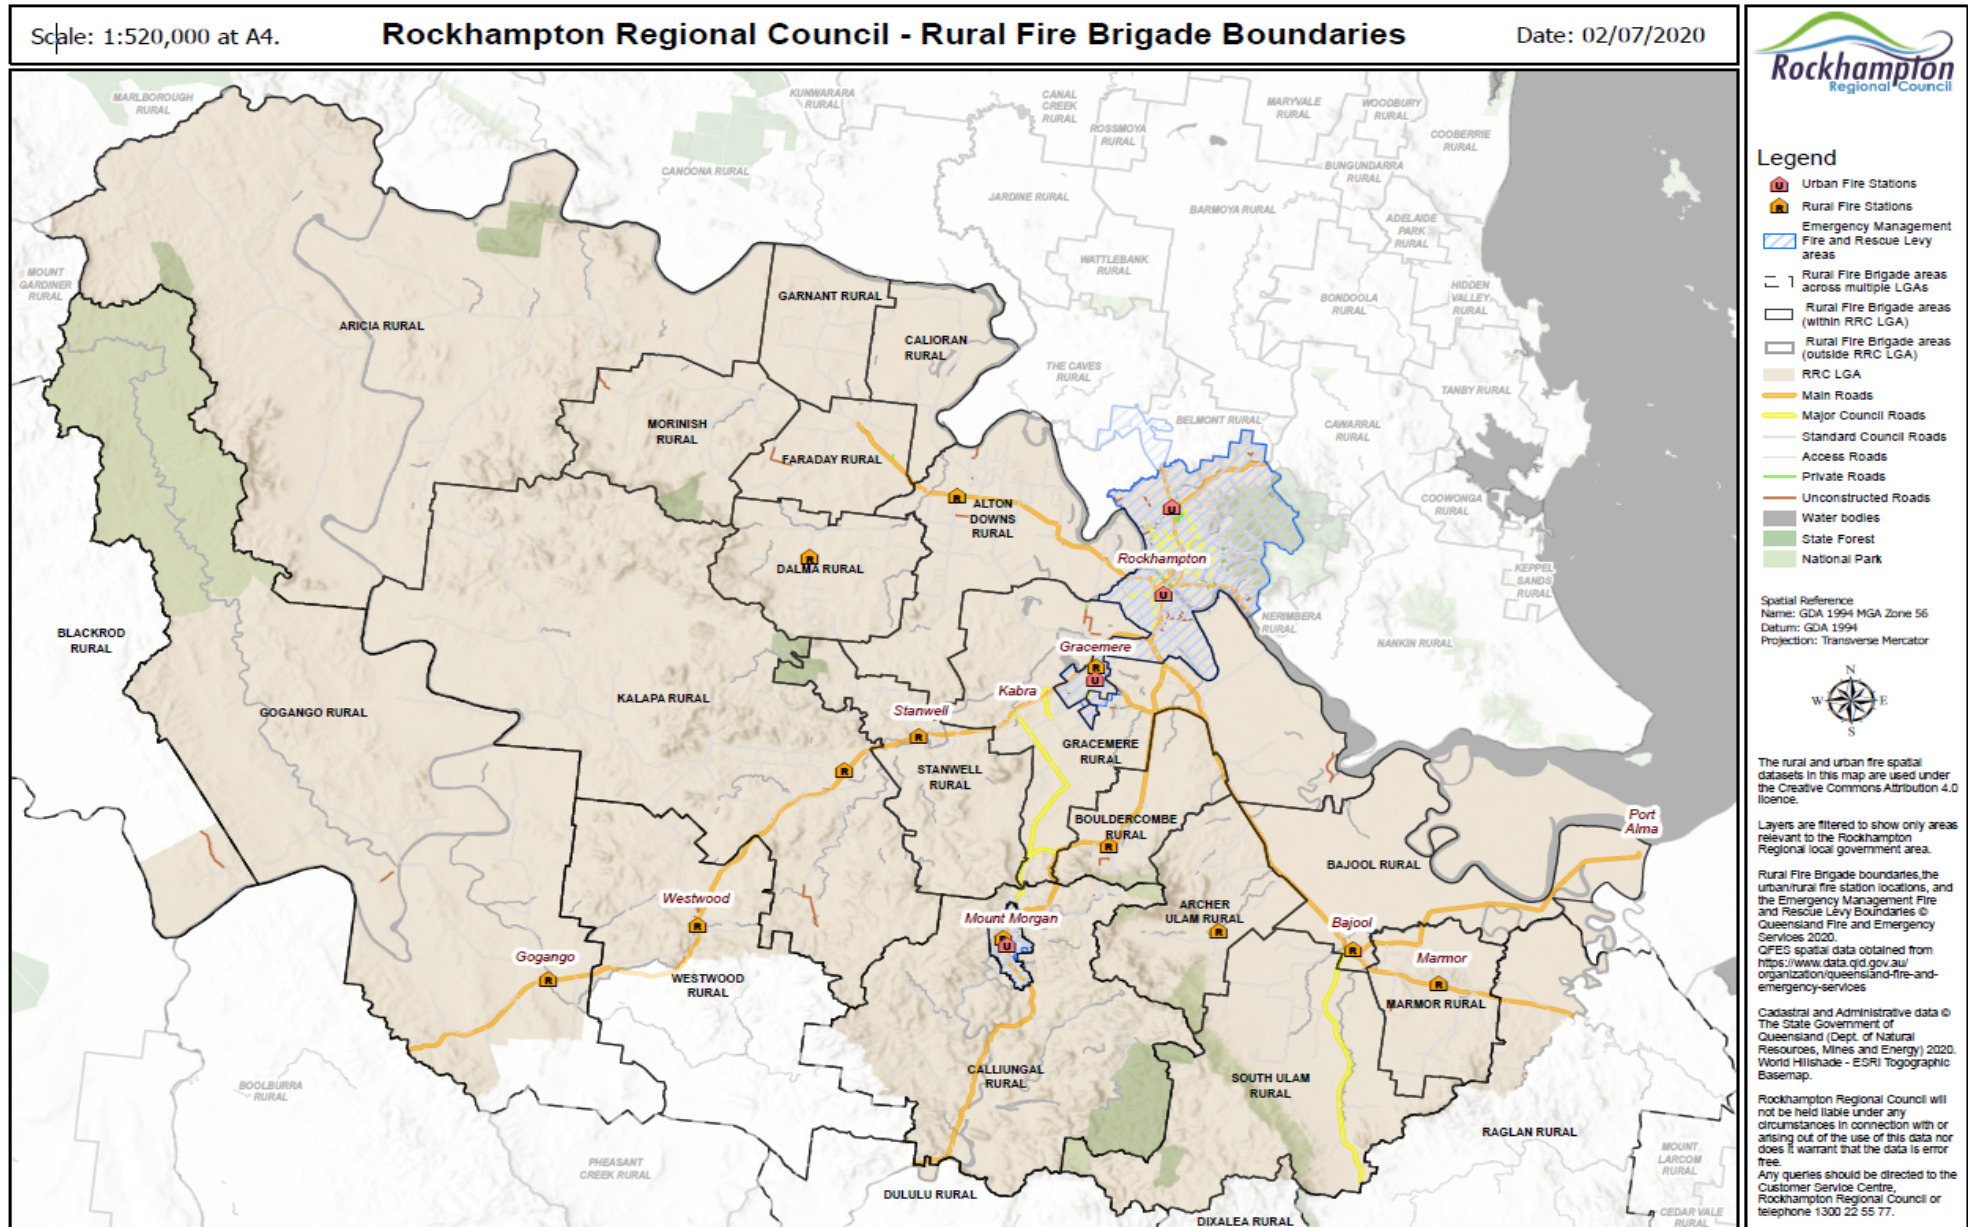 Scale: 1:520,000 at A4.
Rockhampton Regional Council - Rural Fire Brigade Boundaries
Date: 02/07/2020
Rockhampton
Regional Council
MARLBOROUGH
RURAL
KUNWARARA
RURAL
CANAL
CREEK
RURAL
ROSSMOYA
RURAL
MARYVALE
RURAL
WOODBURY
RURAL
COOBERRIE
RURAL
CANOONA RURAL
JARDINE RURAL
BUNGUNDARRA
RURAL
BARMOYA RURAL
ADELAIDE
PARK
RURAL
MOUNT
GARDINER
RURAL
WATTLEBANK
RURAL
BONDOOLA
RURAL
HIDDEN
VALLEY
RURAL
GARNANT RURAL
ARICIA RURAL
CALIORAN
RURAL
THE CAVES
RURAL
TANBY RURAL
MORINISH
RURAL
BELMONT RURAL
CAWARRAL
RURAL
FARADAY RURAL
R
ALTON
DOWNS
RURAL
U
COOWONGA
RURAL
Rockhampton
R
DALMA RURAL
KEPPEL
SANDS
RURAL
U
NERIMBERA
RURAL
NANKIN RURAL
BLACKROD
RURAL
Gracemere
R
U
KALAPA RURAL
Kabra
GOGANGO RURAL
Stanwell
R
GRACEMERE
RURAL
R
STANWELL
RURAL
BOULDERCOMBE
RURAL
R
Port
Alma
BAJOOL RURAL
Westwood
R
Mount Morgan
R
U
ARCHER
ULAM RURAL
R
Bajool
R
Gogango
R
WESTWOOD
RURAL
Marmor
R
MARMOR RURAL
CALLIUNGAL
RURAL
SOUTH ULAM
RURAL
BOOLBURRA
RURAL
RAGLAN RURAL
PHEASANT
CREEK RURAL
MOUNT
LARCOM
RURAL
DULULU RURAL
DIXALEA RURAL
CEDAR VALE
RURAL
Legend
U Urban Fire Stations
R Rural Fire Stations
Emergency Management
Fire and Rescue Levy
areas
Rural Fire Brigade areas
across multiple LGAs
Rural Fire Brigade areas
(within RRC LGA)
Rural Fire Brigade areas
(outside RRC LGA)
RRC LGA
Main Roads
Major Council Roads
Standard Council Roads
Access Roads
Private Roads
Unconstructed Roads
Water bodies
State Forest
National Park
Spatial Reference
Name: GDA 1994 MGA Zone 56
Datum: GDA 1994
Projection: Transverse Mercator
N
W E
S
The rural and urban fire spatial
datasets in this map are used under
the Creative Commons Attribution 4.0
licence.
Layers are filtered to show only areas
relevant to the Rockhampton
Regional local government area.
Rural Fire Brigade boundaries,the
urban/rural fire station locations, and
the Emergency Management Fire
and Rescue Levy Boundaries ©
Queensland Fire and Emergency
Services 2020.
QFES spatial data obtained from
https://www.data.qld.gov.au/
organization/queensland-fire-and-
emergency-services
Cadastral and Administrative data ©
The State Government of
Queensland (Dept. of Natural
Resources, Mines and Energy) 2020.
World Hillshade - ESRI Togographic
Basemap.
Rockhampton Regional Council will
not be held liable under any
circumstances in connection with or
arising out of the use of this data nor
does it warrant that the data is error
free.
Any queries should be directed to the
Customer Service Centre,
Rockhampton Regional Council or
telephone 1300 22 55 77.